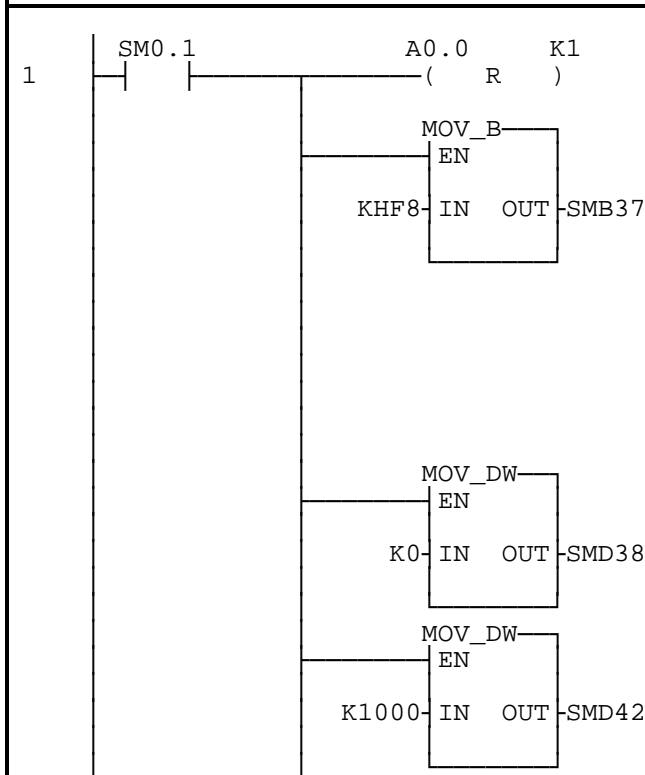 SM0.1 A0.0 K1
1 ( R )
MOV_B
EN
KHF8 IN OUT SMB37
MOV_DW
EN
K0 IN OUT SMD38
MOV_DW
EN
K1000 IN OUT SMD42